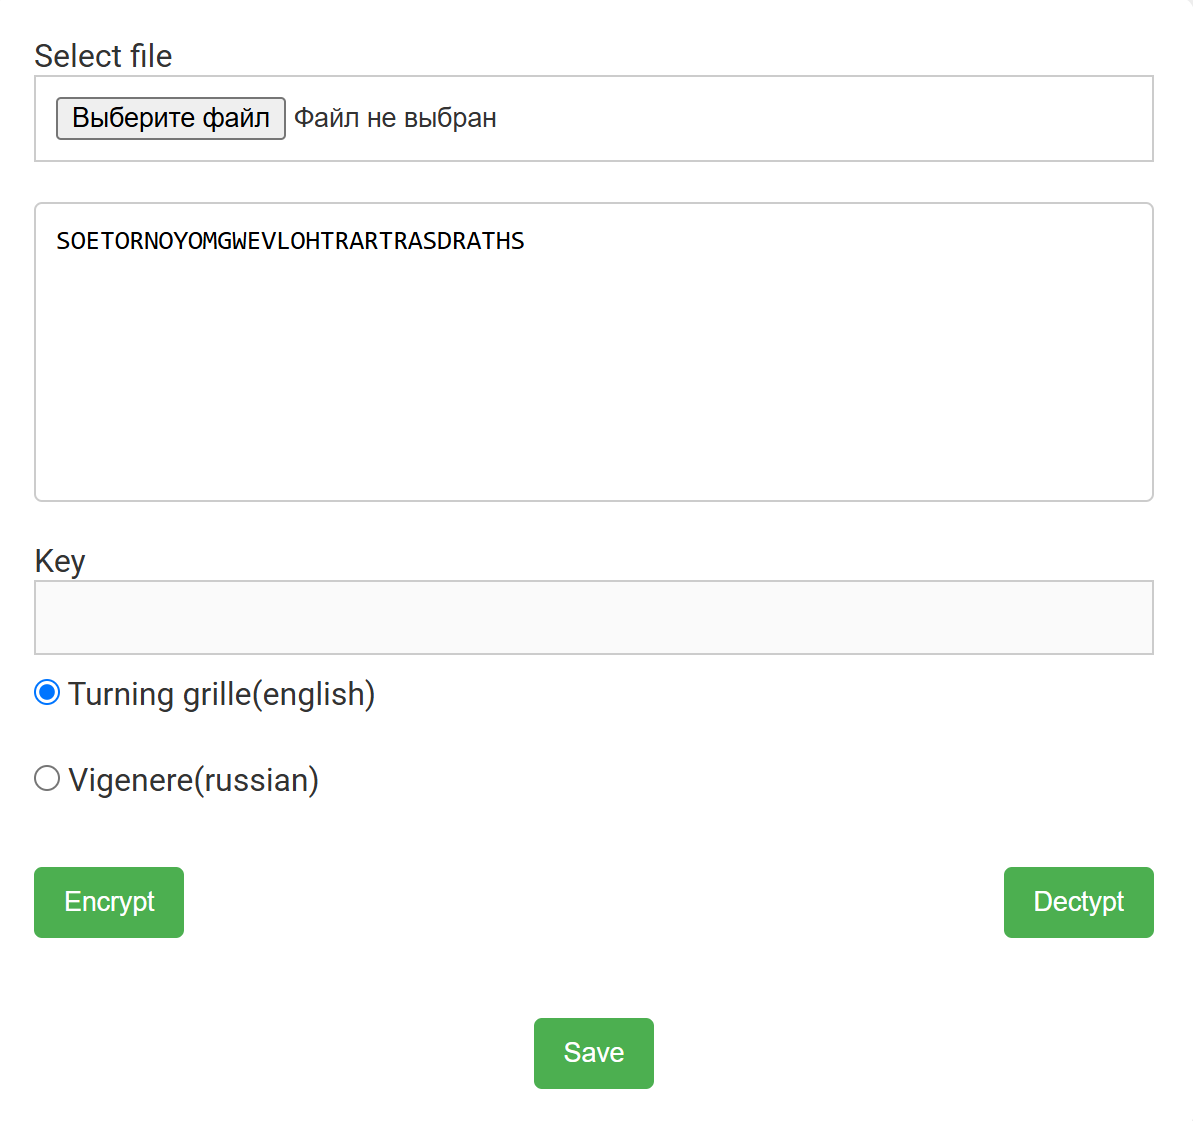 Select file
Выберите файл Файл не выбран
SOETORNOYOMGWEVLOHTRARTRASDRATHS
Key
Turning grille(english)
Vigenere(russian)
Encrypt Dectypt
Save